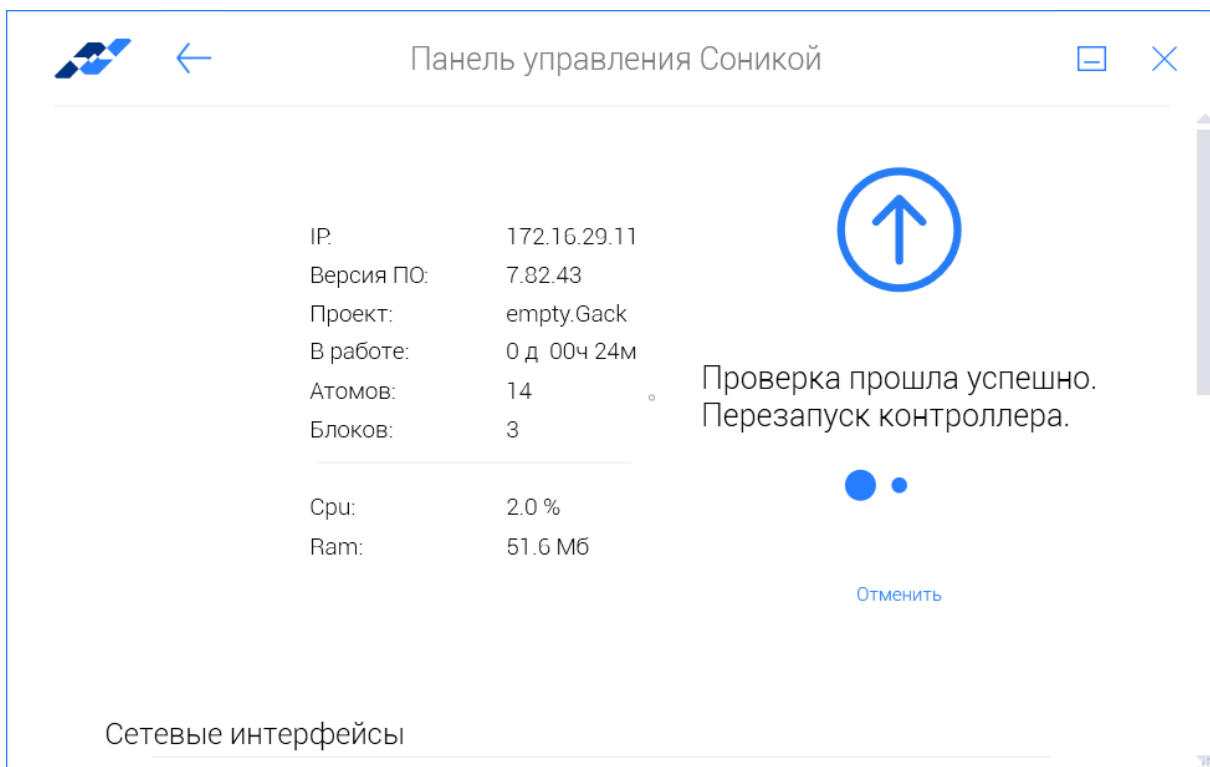 Панель управления Соникой
IP: 172.16.29.11
Версия ПО: 7.82.43
Проект: empty.Gack
В работе: 0 д 00ч 24м
Атомов: 14
Блоков: 3
Cpu: 2.0 %
Ram: 51.6 Мб
Проверка прошла успешно.
Перезапуск контроллера.
Отменить
Сетевые интерфейсы